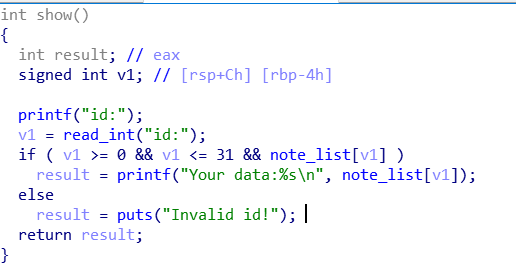 int show()
{
  int result; // eax
  signed int v1; // [rsp+Ch] [rbp-4h]

  printf("id:");
  v1 = read_int("id:");
  if ( v1 >= 0 && v1 <= 31 && note_list[v1] )
    result = printf("Your data:%s\n", note_list[v1]);
  else
    result = puts("Invalid id!");
  return result;
}